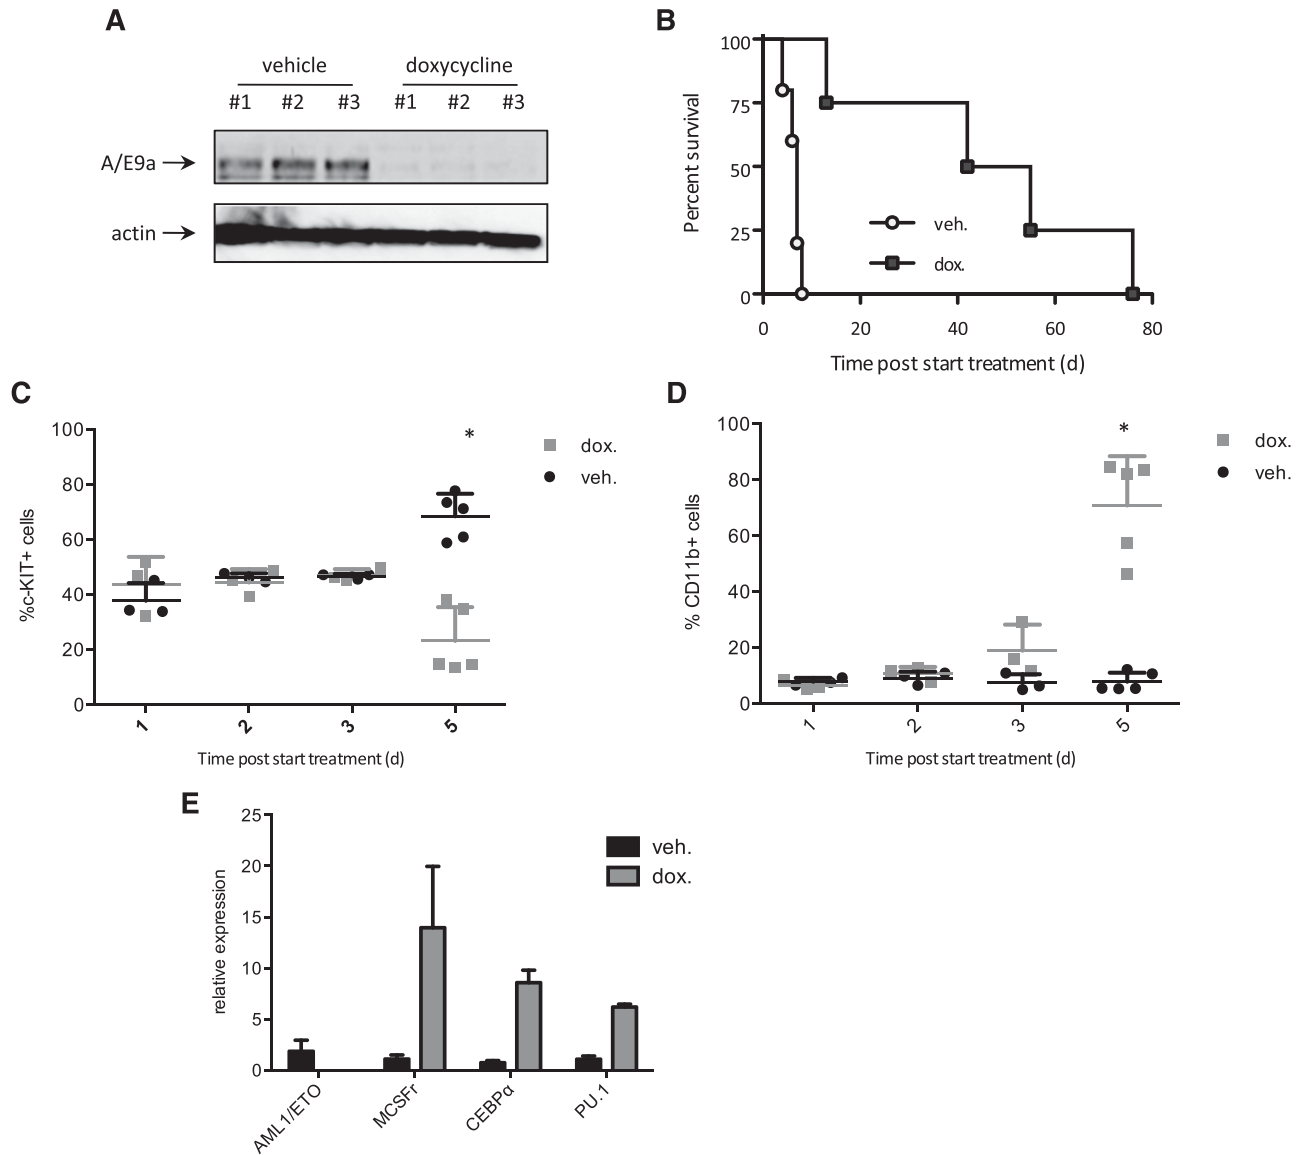 A
vehicle doxycycline
#1 #2 #3 #1 #2 #3
A/E9a
actin
B
100
75
50
25
0
Percent survival
veh.
dox.
0 20 40 60 80
Time post start treatment (d)
C
100
80
60
40
20
0
%c-KIT+ cells
*
dox.
veh.
1 2 3 5
Time post start treatment (d)
D
100
80
60
40
20
0
% CD11b+ cells
*
dox.
veh.
1 2 3 5
Time post start treatment (d)
E
25
20
15
10
5
0
relative expression
veh.
dox.
AML1/ETO MCSFr CEBPα PU.1